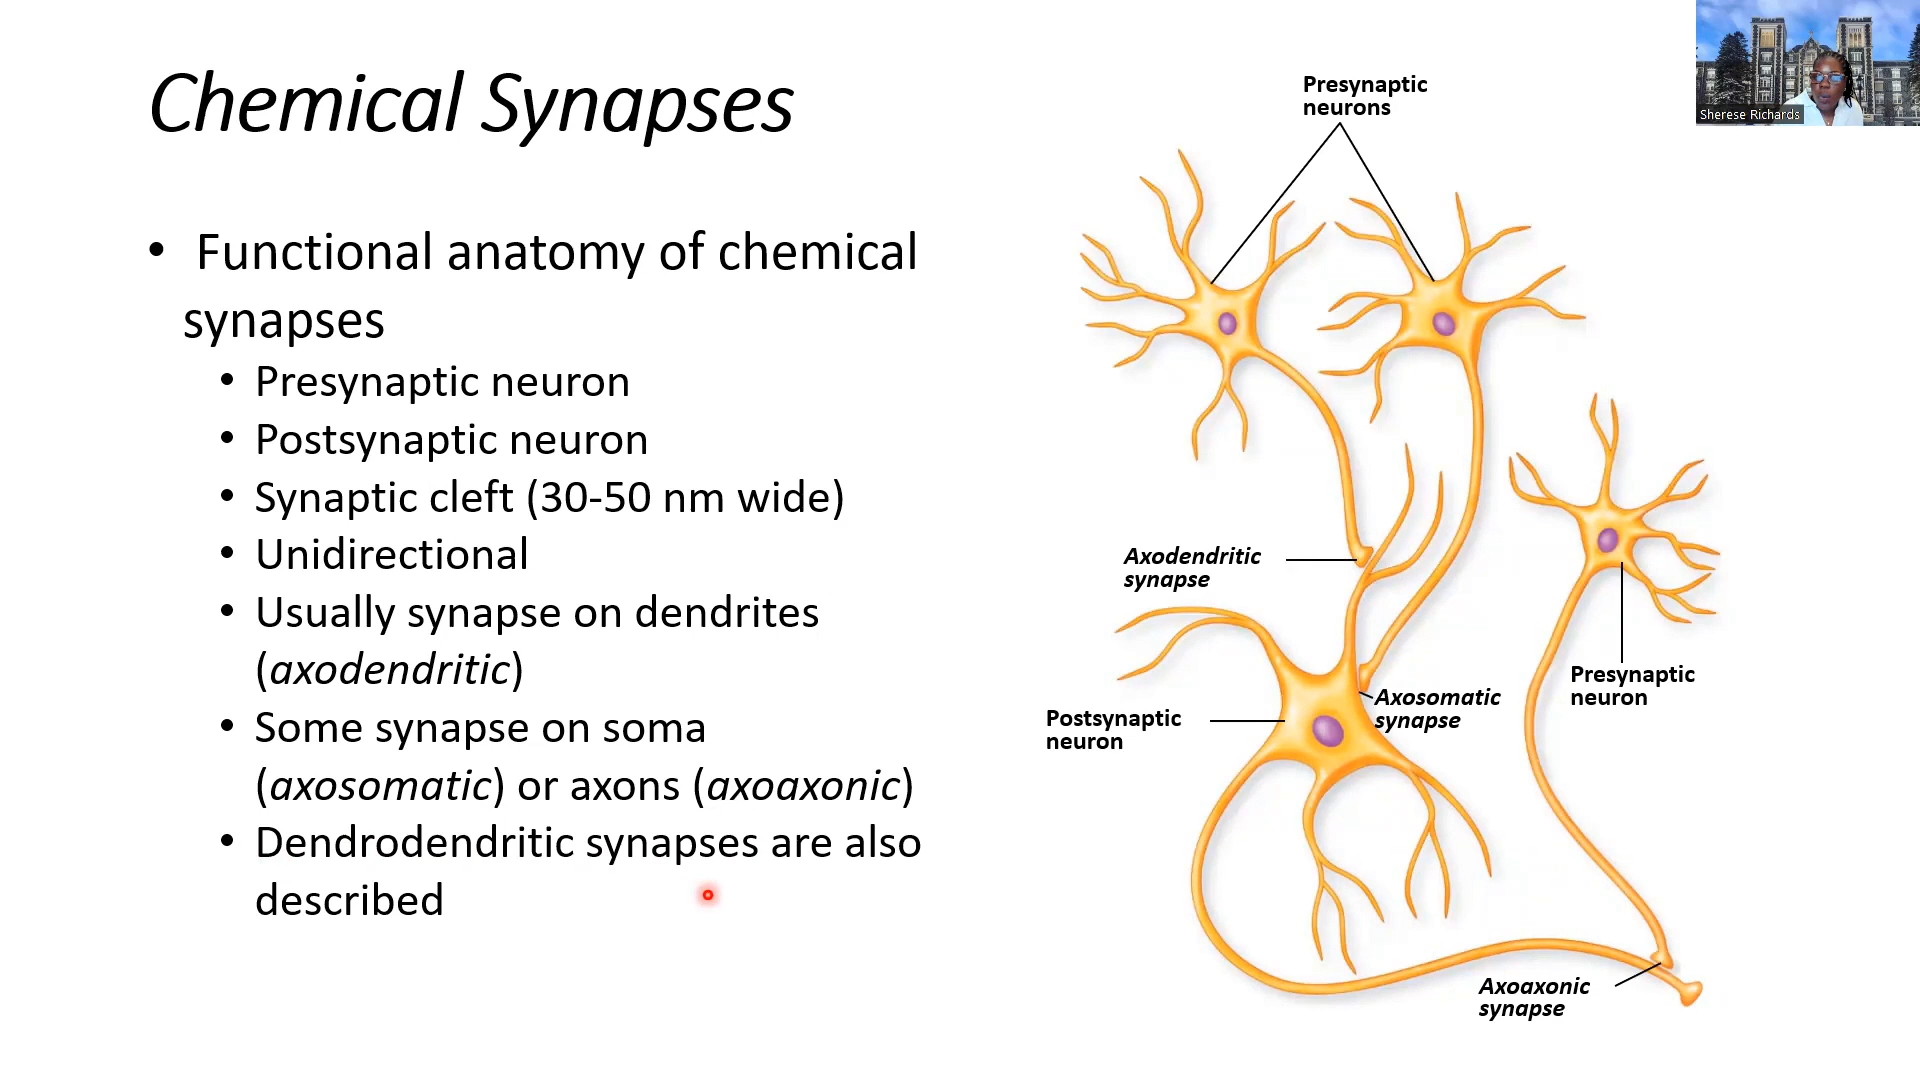 Chemical Synapses
• Functional anatomy of chemical
synapses
• Presynaptic neuron
• Postsynaptic neuron
• Synaptic cleft (30-50 nm wide)
• Unidirectional
• Usually synapse on dendrites
(axodendritic)
• Some synapse on soma
(axosomatic) or axons (axoaxonic)
• Dendrodendritic synapses are also
described
Presynaptic
neurons
Axodendritic
synapse
Postsynaptic
neuron
Axosomatic
synapse
Presynaptic
neuron
Axoaxonic
synapse
Sherese Richards